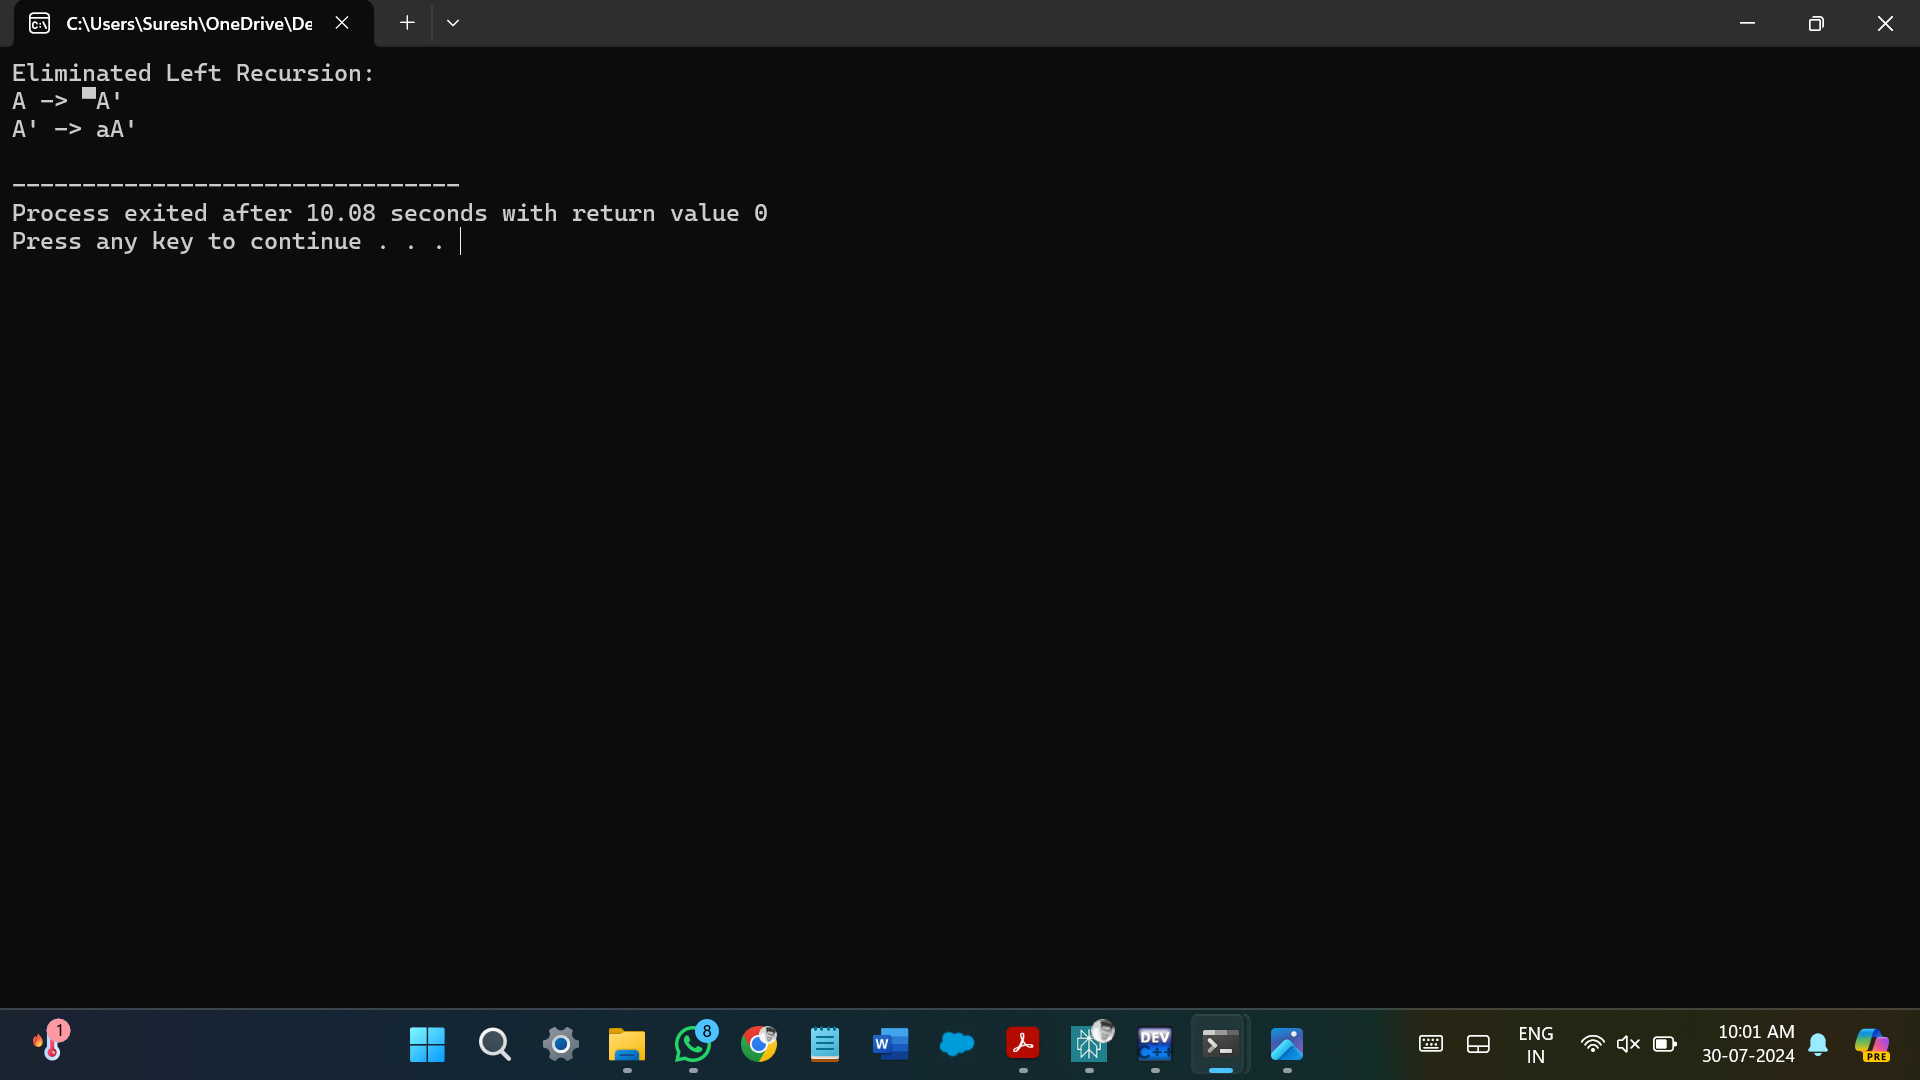 C:\Users\Suresh\OneDrive\De
Eliminated Left Recursion:
A -> ▀A'
A' -> aA'
--------------------------------
Process exited after 10.08 seconds with return value 0
Press any key to continue . . .
1
8
W
DEV
C++
ENG
IN
10:01 AM
30-07-2024
PRE